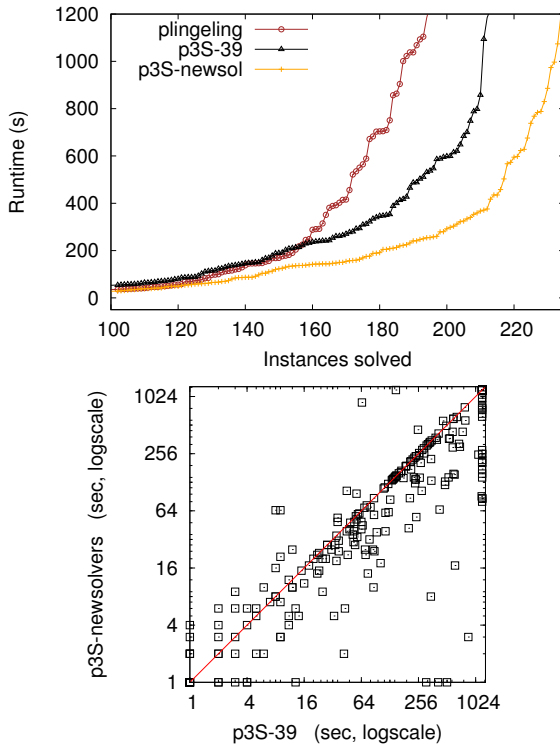 1200
1000
800
600
400
200
0
Runtime (s)
plingeling
p3S-39
p3S-newsol
100 120 140 160 180 200 220
Instances solved
1024
256
64
16
4
1
p3S-newsolvers (sec, logscale)
1 4 16 64 256 1024
p3S-39 (sec, logscale)